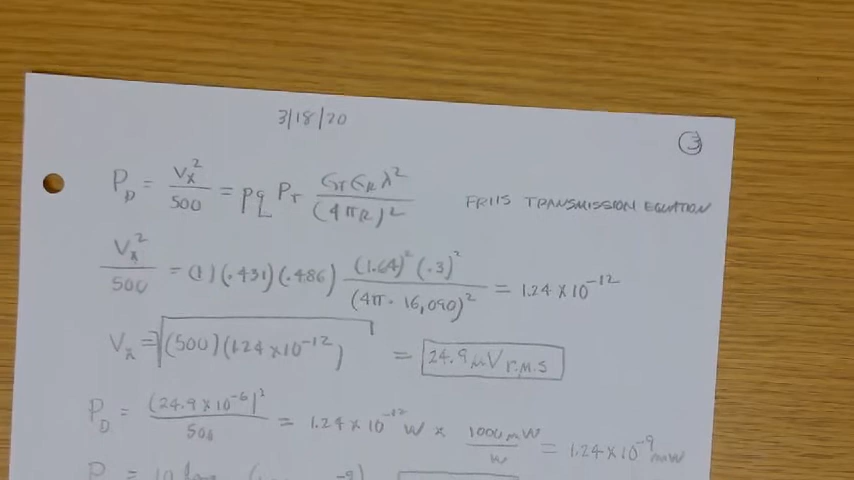 3/18/20
③
P_D = V_x²/500 = pq P_T G_T G_R λ²/(4πR)² FRIIS TRANSMISSION EQUATION
V_x²/500 = (1)(.431)(.486) (1.64)²(.3)²/(4π · 16,090)² = 1.24 x 10⁻¹²
V_x = √(500)(1.24 x 10⁻¹²) = 24.9 μV r.m.s
P_D = (24.9 x 10⁻⁶)²/500 = 1.24 x 10⁻¹² W x 1000 mW/W = 1.24 x 10⁻⁹ mW